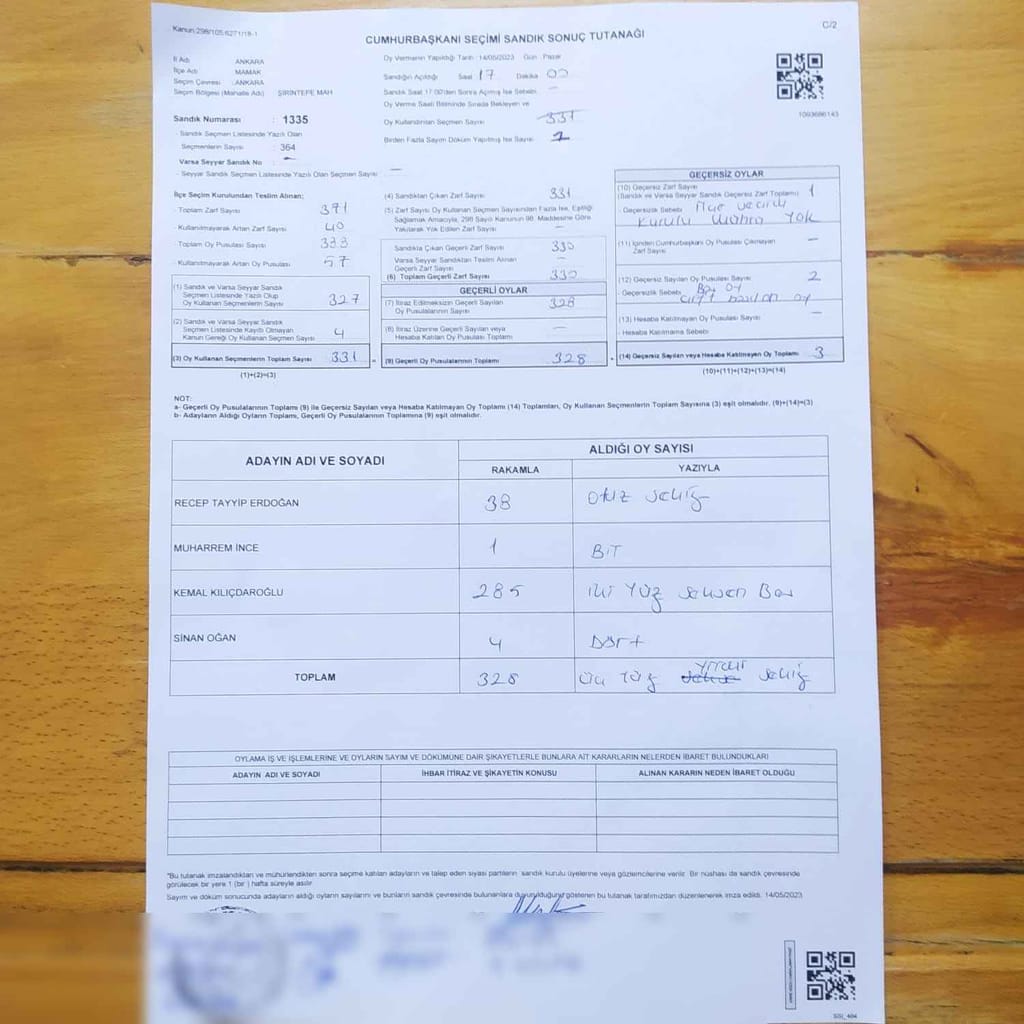 Kanun:298/105.6271/18-1
C/2
CUMHURBAŞKANI SEÇİMİ SANDIK SONUÇ TUTANAĞI
İl Adı ANKARA
İlçe Adı MAMAK
Seçim Çevresi : ANKARA
Seçim Bölgesi (Mahalle Adı) ŞİRİNTEPE MAH
Sandık Numarası : 1335
- Sandık Seçmen Listesinde Yazılı Olan
Seçmenlerin Sayısı : 364
Varsa Seyyar Sandık No : -
- Seyyar Sandık Seçmen Listesinde Yazılı Olan Seçmen Sayısı —
Oy Vermenin Yapıldığı Tarih : 14/05/2023 Gün : Pazar
Sandığın Açıldığı Saat 17 Dakika 00
Sandık Saat 17.00'den Sonra Açılmış İse Sebebi —
Oy Verme Saati Bitiminde Sırada Bekleyen ve
Oy Kullandırılan Seçmen Sayısı
Birden Fazla Sayım Döküm Yapılmış İse Sayısı
1093686143
İlçe Seçim Kurulundan Teslim Alınan;
- Toplam Zarf Sayısı 371
- Kullanılmayarak Artan Zarf Sayısı 40
- Toplam Oy Pusulası Sayısı
- Kullanılmayarak Artan Oy Pusulası 57
(1) Sandık ve Varsa Seyyar Sandık
Seçmen Listesinde Yazılı Olup
Oy Kullanan Seçmenlerin Sayısı 327
(2) Sandık ve Varsa Seyyar Sandık
Seçmen Listesinde Kayıtlı Olmayan
Kanun Gereği Oy Kullanan Seçmen Sayısı 4
(3) Oy Kullanan Seçmenlerin Toplam Sayısı 331 =
(1)+(2)=(3)
(4) Sandıktan Çıkan Zarf Sayısı 331
(5) Zarf Sayısı Oy Kullanan Seçmen Sayısından Fazla İse, Eşitliği
Sağlamak Amacıyla, 298 Sayılı Kanunun 98. Maddesine Göre
Yakılarak Yok Edilen Zarf Sayısı —
Sandıkta Çıkan Geçerli Zarf Sayısı 330
Varsa Seyyar Sandıktan Teslim Alınan
Geçerli Zarf Sayısı —
(6) Toplam Geçerli Zarf Sayısı 330
GEÇERLİ OYLAR
(7) İtiraz Edilmeksizin Geçerli Sayılan
Oy Pusulasının Sayısı 328
(8) İtiraz Üzerine Geçerli Sayılan veya
Hesaba Katılan Oy Pusulası Toplamı —
(9) Geçerli Oy Pusulalarının Toplamı 328 +
GEÇERSİZ OYLAR
(10) Geçersiz Zarf Sayısı 1
(Sandık ve Varsa Seyyar Sandık Geçersiz Zarf Toplamı)
- Geçersizlik Sebebi İlçe seçim
kurulu Mührü Yok
(11) İçinden Cumhurbaşkanı Oy Pusulası Çıkmayan
Zarf Sayısı —
(12) Geçersiz Sayılan Oy Pusulası Sayısı 2
- Geçersizlik Sebebi Boş oy
çift basılan oy
(13) Hesaba Katılmayan Oy Pusulası Sayısı —
- Hesaba Katılmama Sebebi
(14) Geçersiz Sayılan veya Hesaba Katılmayan Oy Toplamı 3
(10)+(11)+(12)+(13)=(14)
NOT:
a- Geçerli Oy Pusulalarının Toplamı (9) ile Geçersiz Sayılan veya Hesaba Katılmayan Oy Toplamı (14) Toplamları, Oy Kullanan Seçmenlerin Toplam Sayısına (3) eşit olmalıdır. (9)+(14)=(3)
b- Adayların Aldığı Oyların Toplamı, Geçerli Oy Pusulalarının Toplamına (9) eşit olmalıdır.
ADAYIN ADI VE SOYADI
ALDIĞI OY SAYISI
RAKAMLA YAZIYLA
RECEP TAYYİP ERDOĞAN 38 otuz sekiz
MUHARREM İNCE 1 BiT
KEMAL KILIÇDAROĞLU 285 iki Yüz seksen Beş
SİNAN OĞAN 4 Dört
TOPLAM 328 üç Yüz yirmi sekiz
OYLAMA İŞ VE İŞLEMLERİNE VE OYLARIN SAYIM VE DÖKÜMÜNE DAİR ŞİKAYETLERLE BUNLARA AİT KARARLARIN NELERDEN İBARET BULUNDUKLARI
ADAYIN ADI VE SOYADI İHBAR İTİRAZ VE ŞİKAYETİN KONUSU ALINAN KARARIN NEDEN İBARET OLDUĞU
"Bu tutanak imzalandıktan ve mühürlendikten sonra seçime katılan adayların ve talep eden siyasi partilerin sandık kurulu üyelerine veya gözlemcilerine verilir. Bir nüshası da sandık çevresinde
görülecek bir yere 1 (bir) hafta süreyle asılır.
Sayım ve döküm sonucunda adayların aldığı oyların sayılarını ve bunların sandık çevresinde bulunanlara duyurulduğunu gösteren bu tutanak tarafımızdan düzenlenerek imza edildi. 14/05/2023